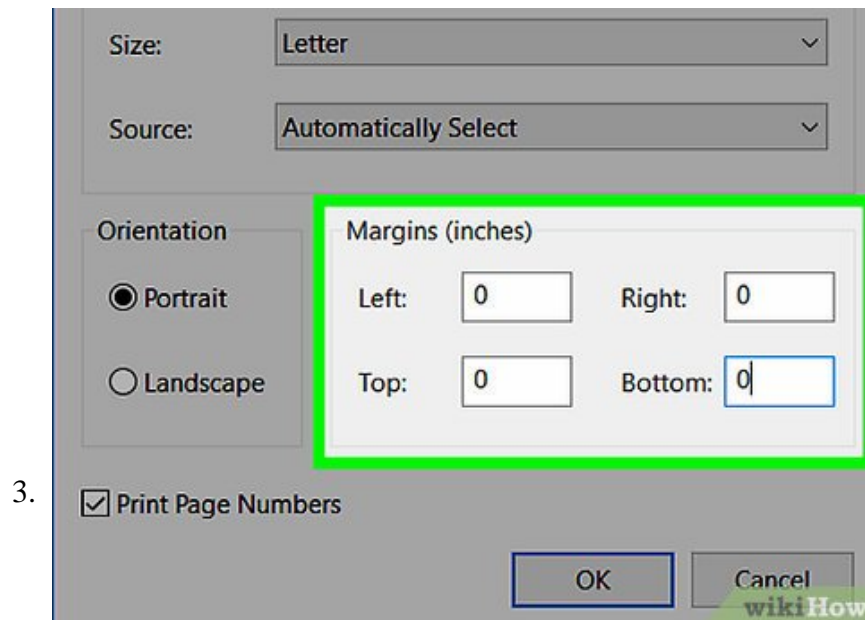 Size: Letter
Source: Automatically Select
Orientation
Portrait
Landscape
Margins (inches)
Left: 0 Right: 0
Top: 0 Bottom: 0
3.
Print Page Numbers
OK Cancel
wikiHow